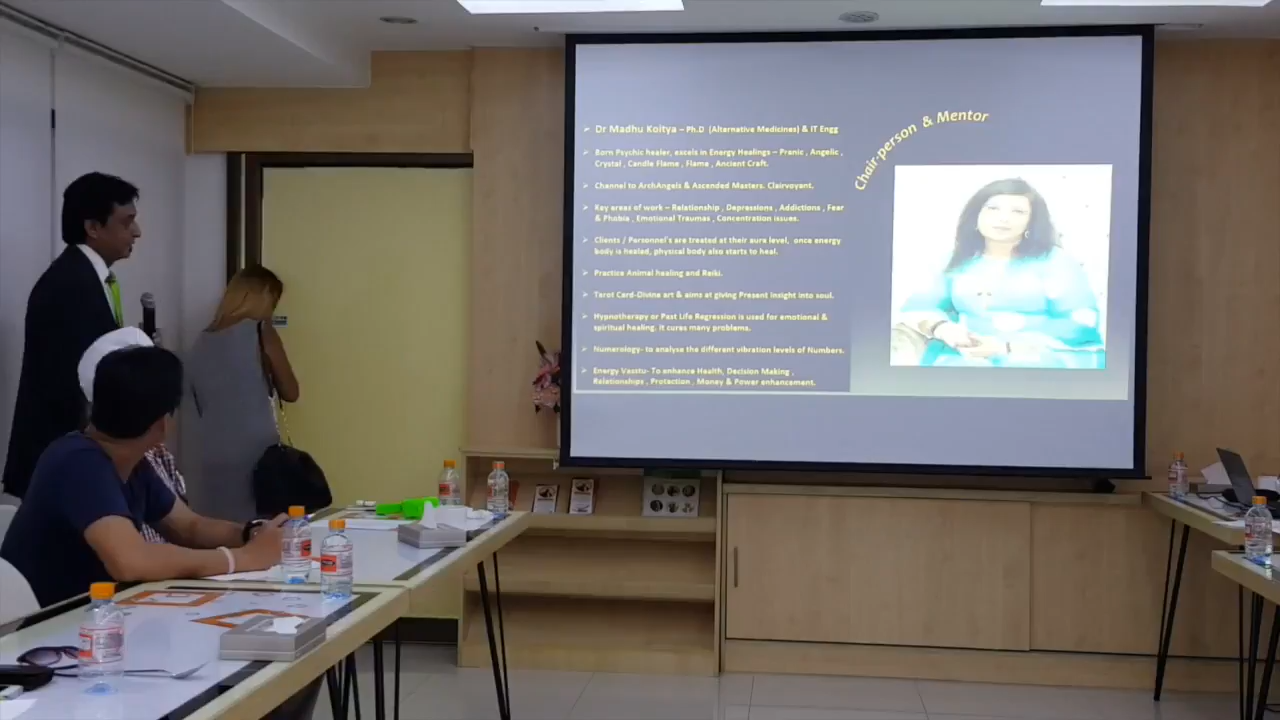 Chair-person & Mentor
➢ Dr Madhu Koitya – Ph.D (Alternative Medicines) & IT Engg
➢ Born Psychic healer, excels in Energy Healings – Pranic , Angelic ,
Crystal , Candle Flame , Flame , Ancient Craft.
➢ Channel to ArchAngels & Ascended Masters. Clairvoyant.
➢ Key areas of work – Relationship , Depressions , Addictions , Fear
& Phobia , Emotional Traumas , Concentration issues.
➢ Clients / Personnel's are treated at their aura level, once energy
body is healed, physical body also starts to heal.
➢ Practice Animal healing and Reiki.
➢ Tarot Card-Divine art & aims at giving Present Insight into soul.
➢ Hypnotherapy or Past Life Regression is used for emotional &
spiritual healing. It cures many problems.
➢ Numerology- to analyse the different vibration levels of Numbers.
➢ Energy Vasstu- To enhance Health, Decision Making ,
Relationships , Protection , Money & Power enhancement.